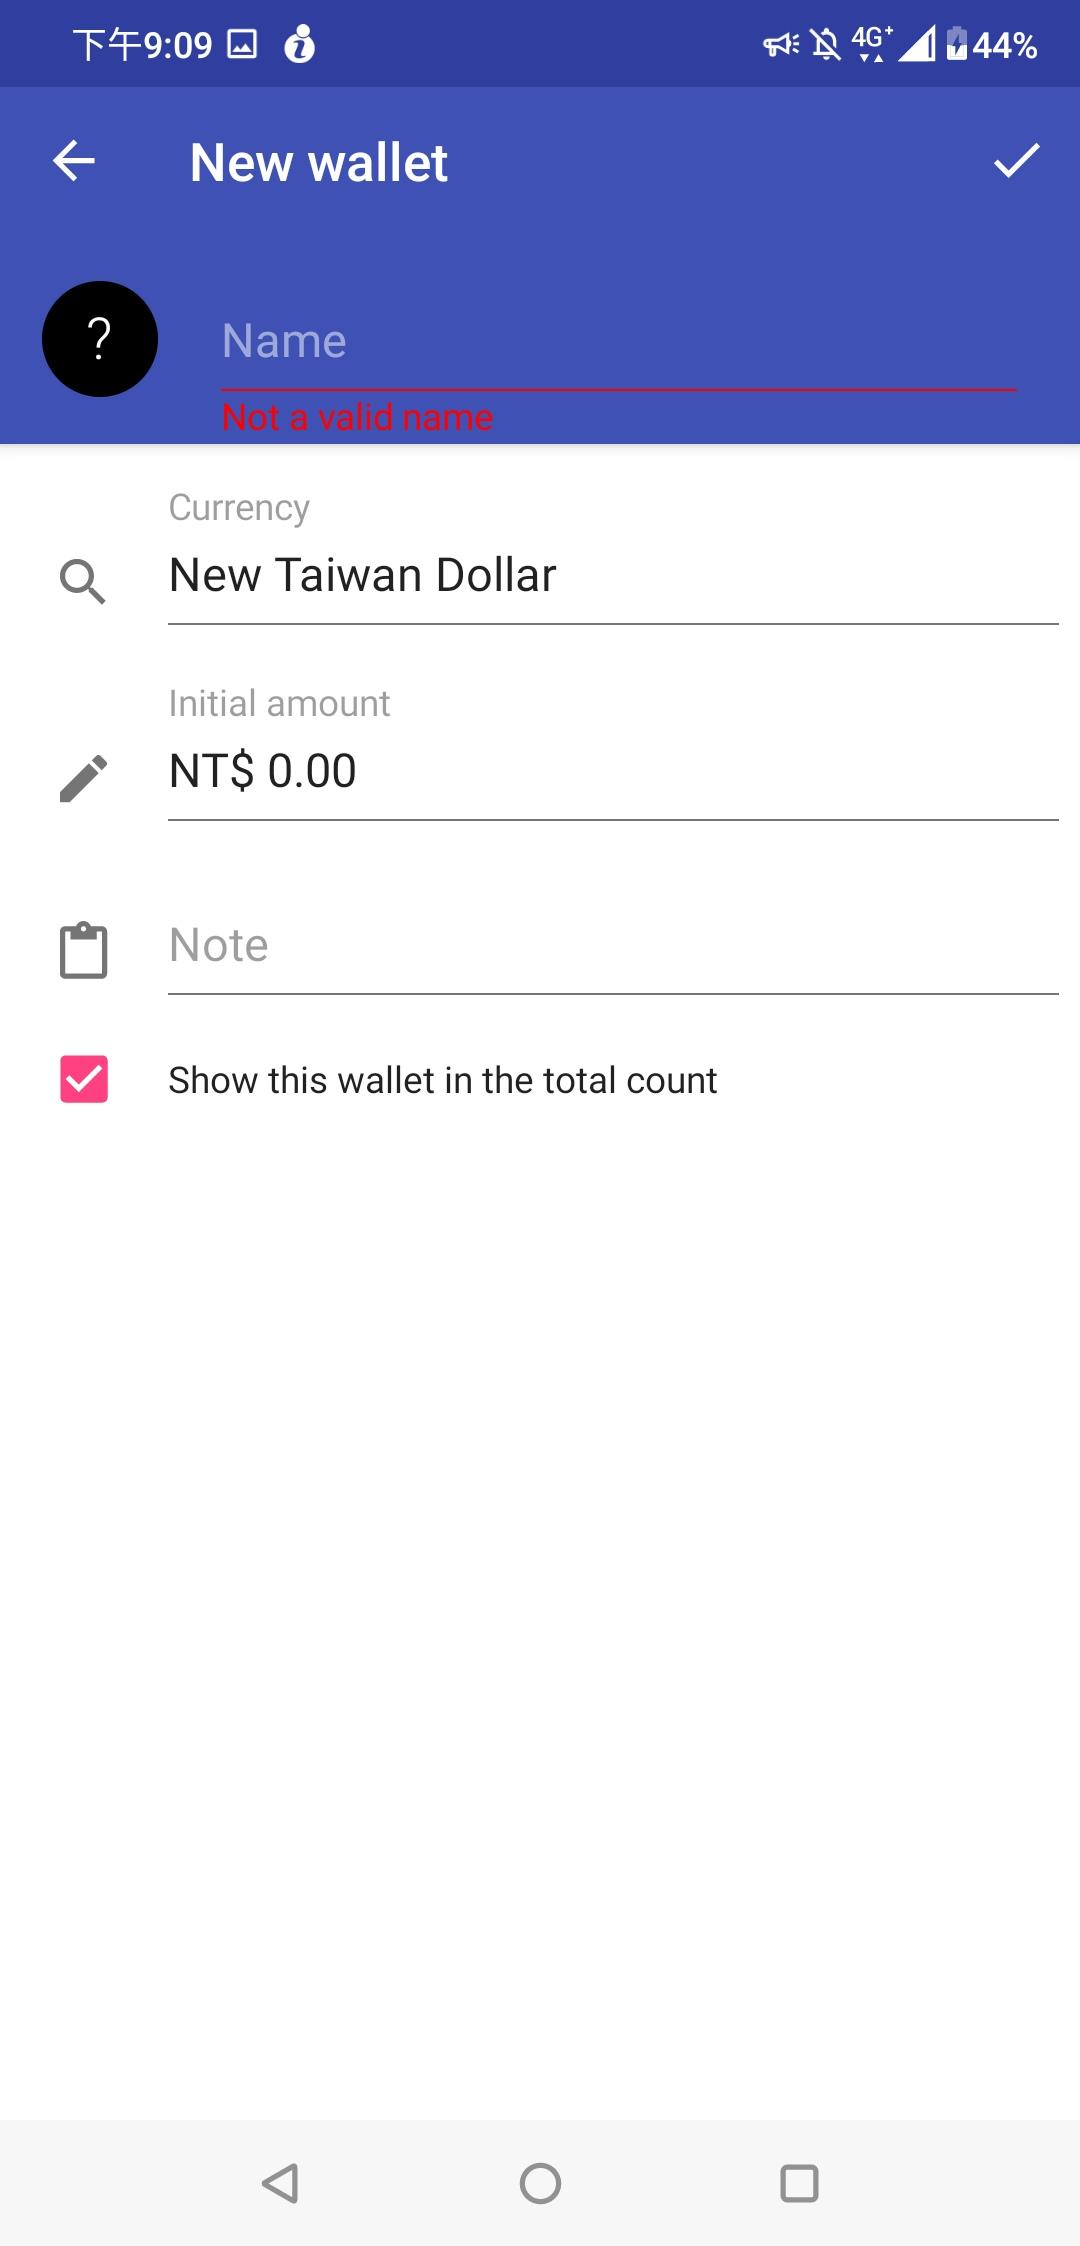 下午9:09 4G+ 44%
New wallet
?
Name
Not a valid name
Currency
New Taiwan Dollar
Initial amount
NT$ 0.00
Note
Show this wallet in the total count